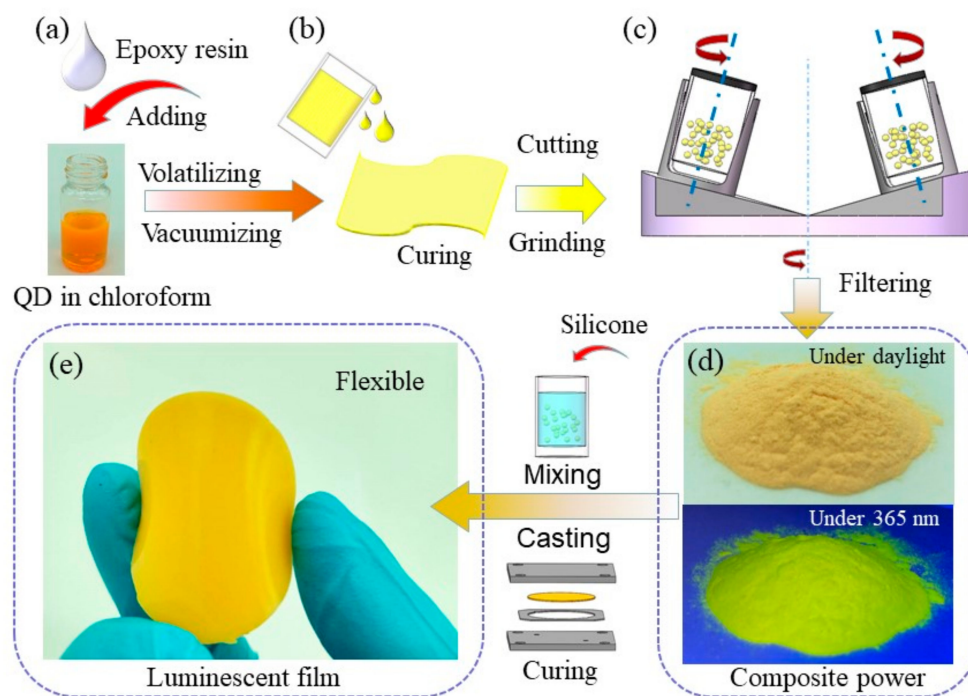 (a)
Epoxy resin
Adding
QD in chloroform
Volatilizing
Vacuumizing
(b)
Curing
Cutting
Grinding
(c)
Filtering
(d)
Under daylight
Under 365 nm
Composite power
Silicone
Mixing
Casting
Curing
(e)
Flexible
Luminescent film